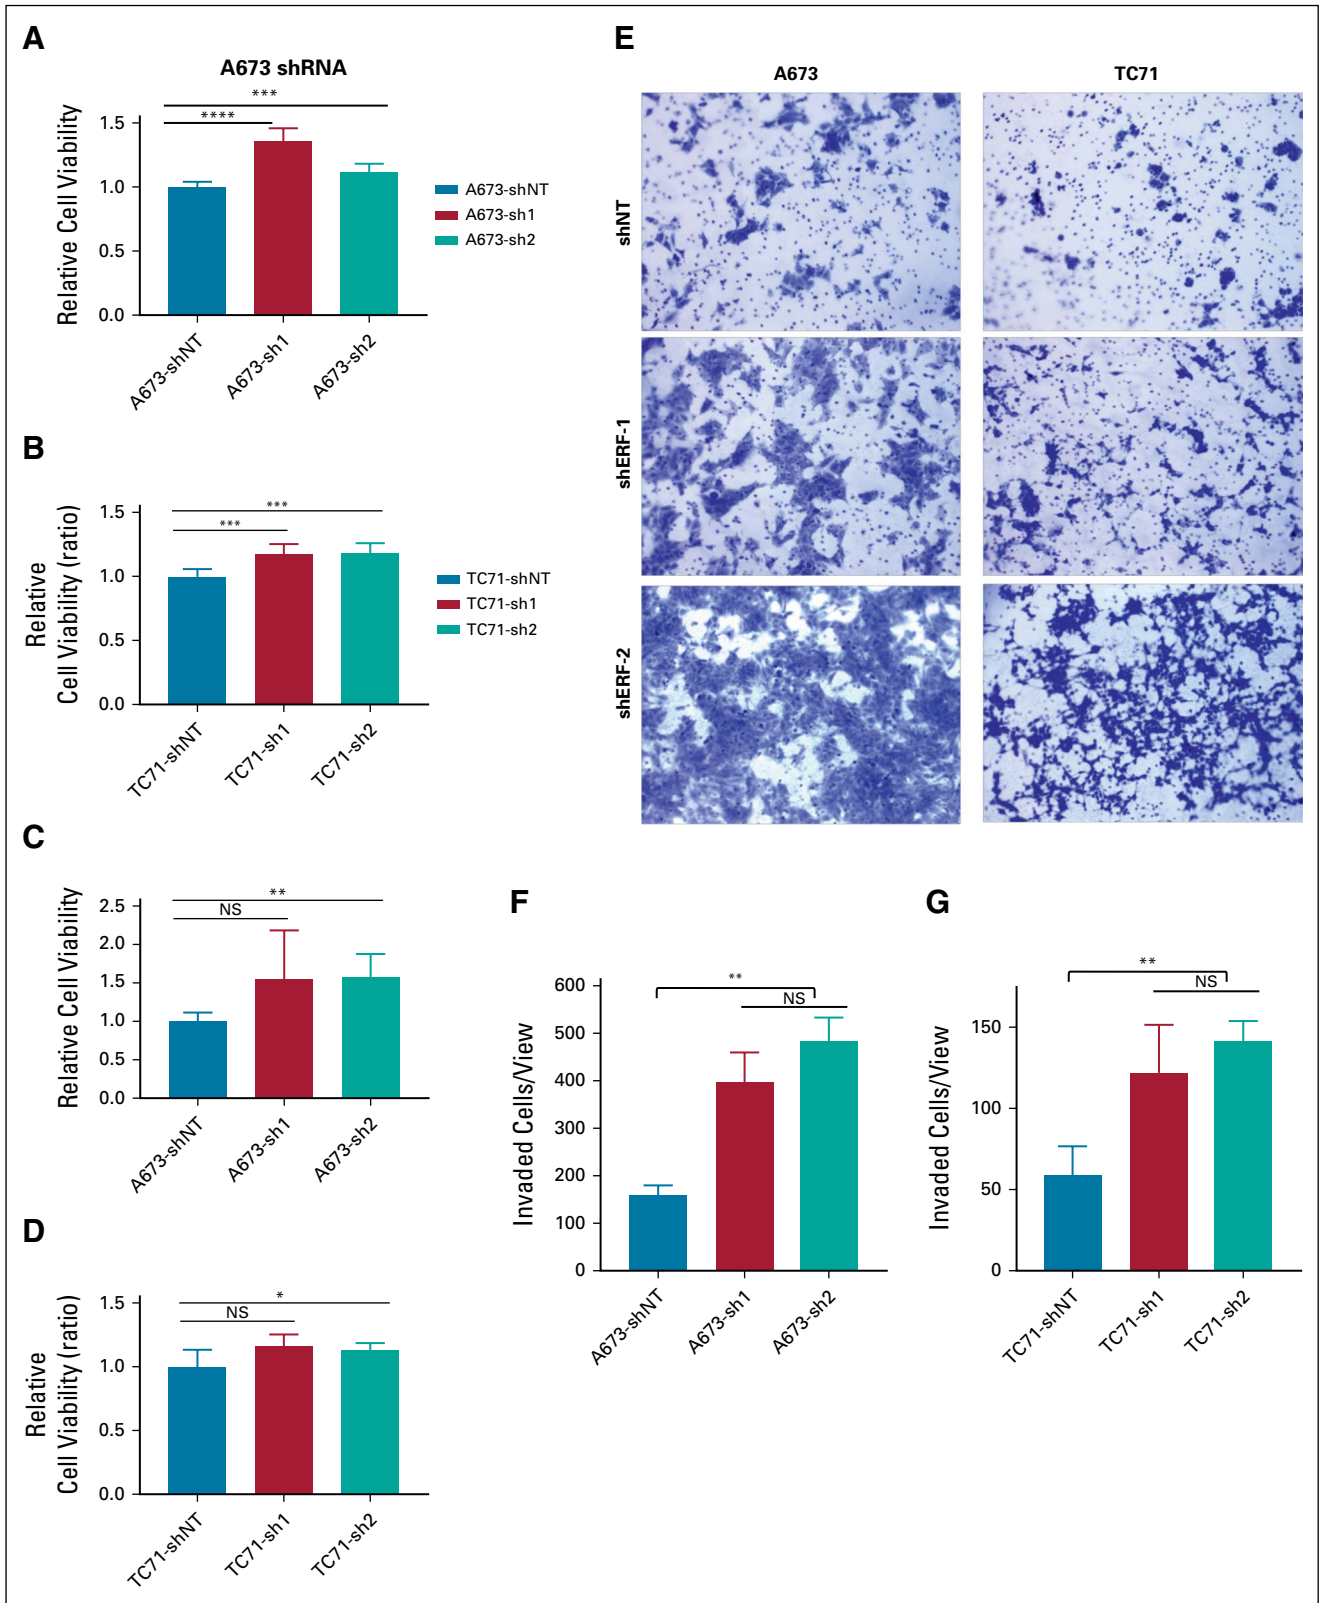 A
A673 shRNA
***
****
Relative Cell Viability
1.5
1.0
0.5
0.0
A673-shNT
A673-sh1
A673-sh2
A673-shNT
A673-sh1
A673-sh2
B
***
***
Relative
Cell Viability (ratio)
1.5
1.0
0.5
0.0
TC71-shNT
TC71-sh1
TC71-sh2
TC71-shNT
TC71-sh1
TC71-sh2
C
**
NS
Relative Cell Viability
2.5
2.0
1.5
1.0
0.5
0.0
A673-shNT
A673-sh1
A673-sh2
D
*
NS
Relative
Cell Viability (ratio)
1.5
1.0
0.5
0.0
TC71-shNT
TC71-sh1
TC71-sh2
E
A673
TC71
shNT
shERF-1
shERF-2
F
**
NS
Invaded Cells/View
600
500
400
300
200
100
0
A673-shNT
A673-sh1
A673-sh2
G
**
NS
Invaded Cells/View
150
100
50
0
TC71-shNT
TC71-sh1
TC71-sh2